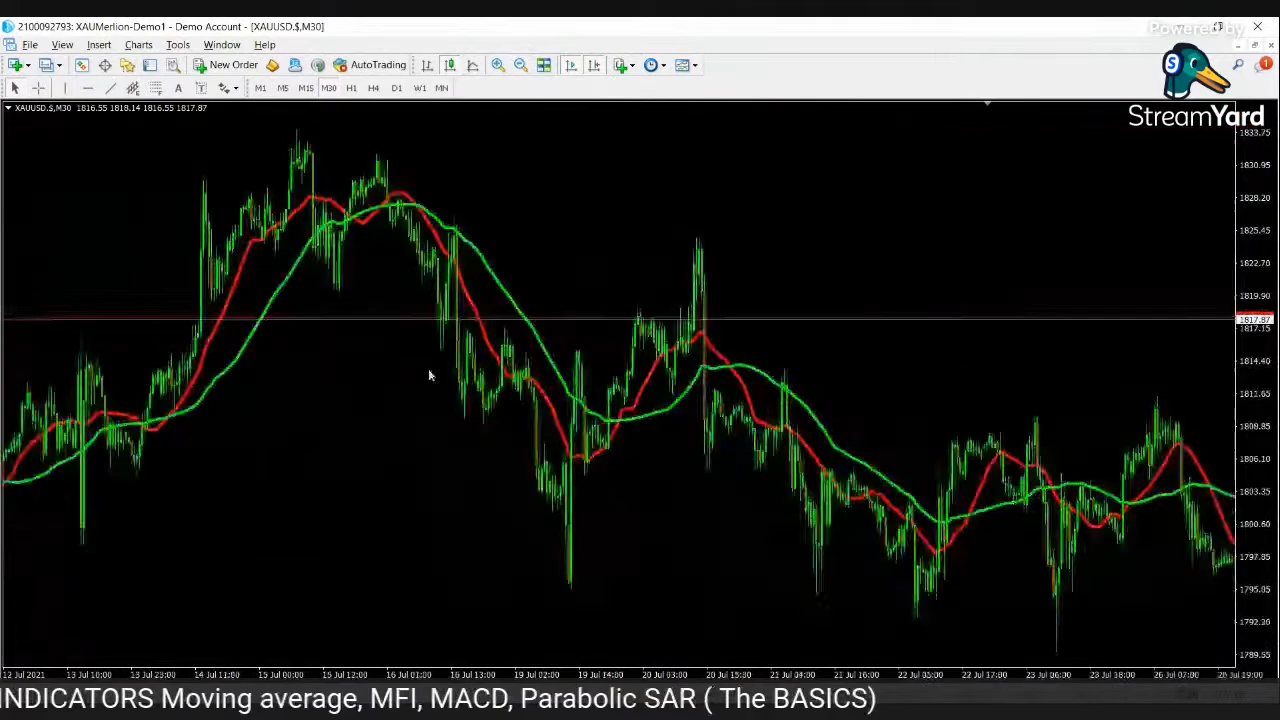 2100092793: XAUMerlion-Demo1 - Demo Account - [XAUUSD.$,M30]
Powered by
File View Insert Charts Tools Window Help
New Order AutoTrading
S
1
A T
M1 M5 M15 M30 H1 H4 D1 W1 MN
StreamYard
XAUUSD.$,M30 1816.55 1818.14 1816.55 1817.87
1833.75
1830.95
1828.20
1825.45
1822.70
1819.90
1817.87
1817.15
1814.40
1811.65
1808.85
1806.10
1803.35
1800.60
1797.85
1795.05
1792.30
1789.55
12 Jul 2021 13 Jul 10:00 13 Jul 23:00 14 Jul 11:00 15 Jul 00:00 15 Jul 12:00 16 Jul 01:00 16 Jul 13:00 19 Jul 02:00 19 Jul 14:00 20 Jul 03:00 20 Jul 15:30 21 Jul 04:00 21 Jul 16:00 22 Jul 05:00 22 Jul 17:00 23 Jul 06:00 23 Jul 18:00 26 Jul 07:00 26 Jul 19:00
INDICATORS Moving average, MFI, MACD, Parabolic SAR ( The BASICS)